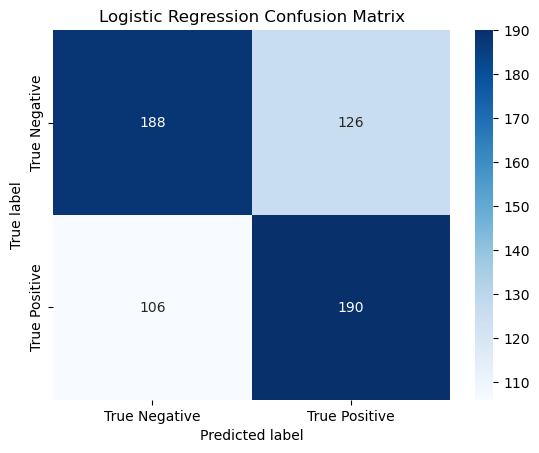 Logistic Regression Confusion Matrix
True label
True Negative
188
126
True Positive
106
190
True Negative
True Positive
Predicted label
190
180
170
160
150
140
130
120
110